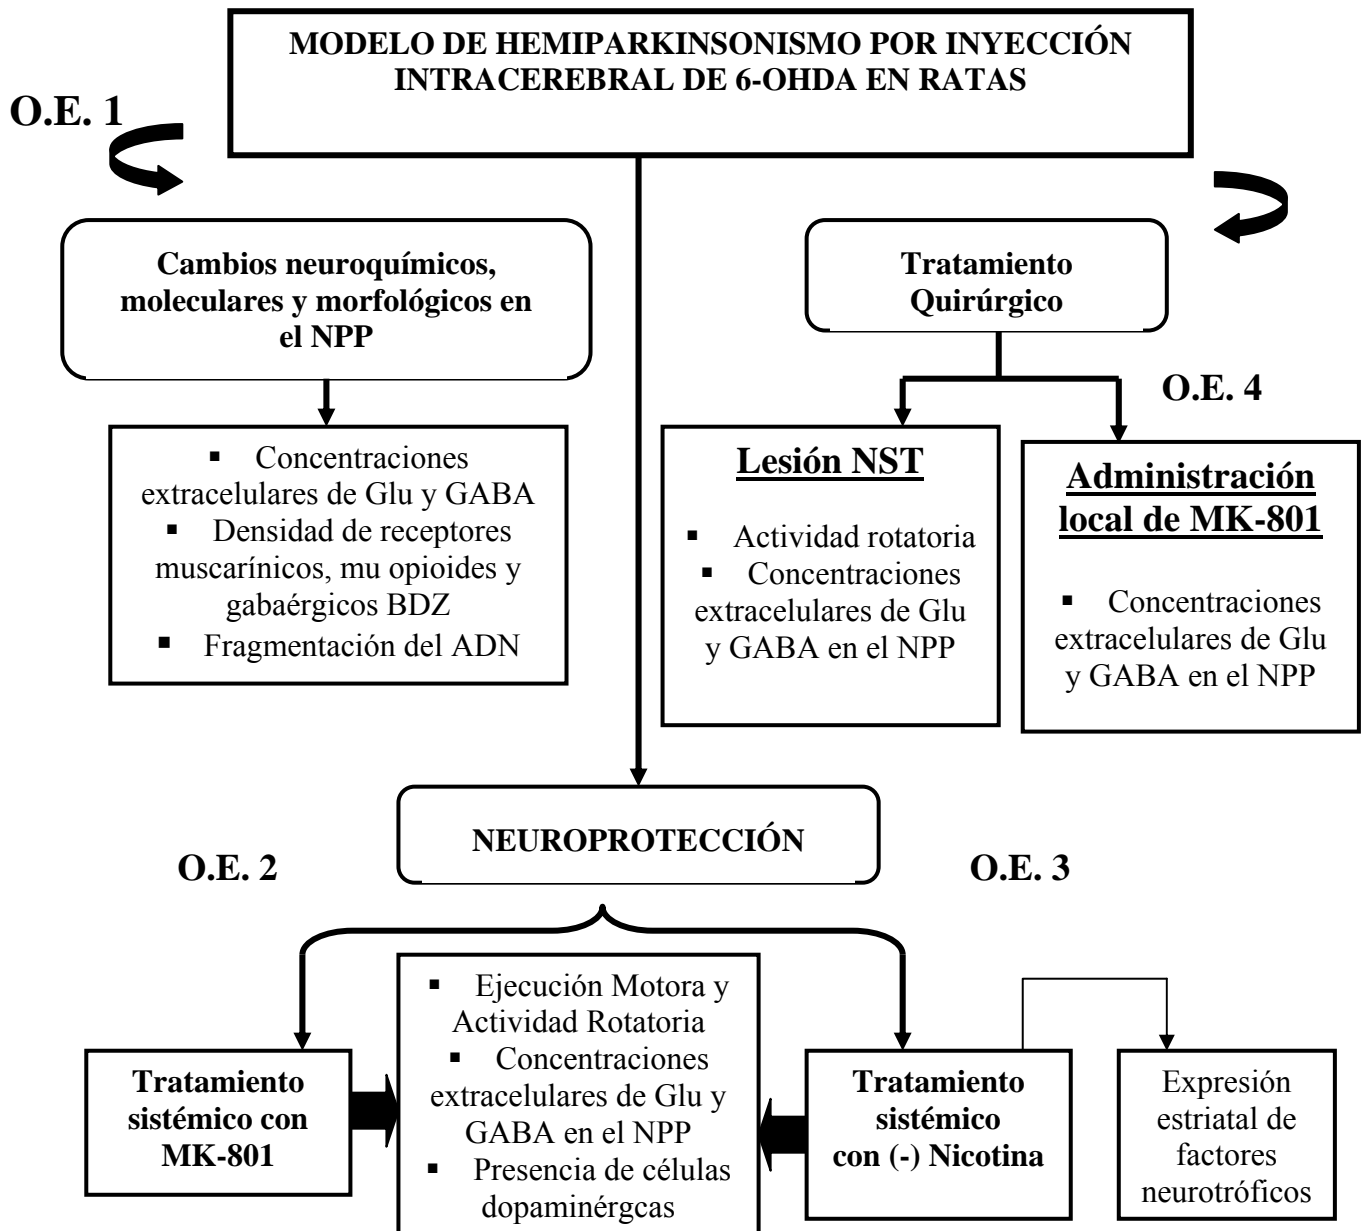 MODELO DE HEMIPARKINSONISMO POR INYECCIÓN
INTRACEREBRAL DE 6-OHDA EN RATAS
O.E. 1
Cambios neuroquímicos,
moleculares y morfológicos en
el NPP
Tratamiento
Quirúrgico
O.E. 4
▪ Concentraciones
extracelulares de Glu y GABA
▪ Densidad de receptores
muscarínicos, mu opioides y
gabaérgicos BDZ
▪ Fragmentación del ADN
Lesión NST
▪ Actividad rotatoria
▪ Concentraciones
extracelulares de Glu
y GABA en el NPP
Administración
local de MK-801
▪ Concentraciones
extracelulares de Glu
y GABA en el NPP
NEUROPROTECCIÓN
O.E. 2
O.E. 3
Tratamiento
sistémico con
MK-801
▪ Ejecución Motora y
Actividad Rotatoria
▪ Concentraciones
extracelulares de Glu y
GABA en el NPP
▪ Presencia de células
dopaminérgcas
Tratamiento
sistémico
con (-) Nicotina
Expresión
estriatal de
factores
neurotróficos